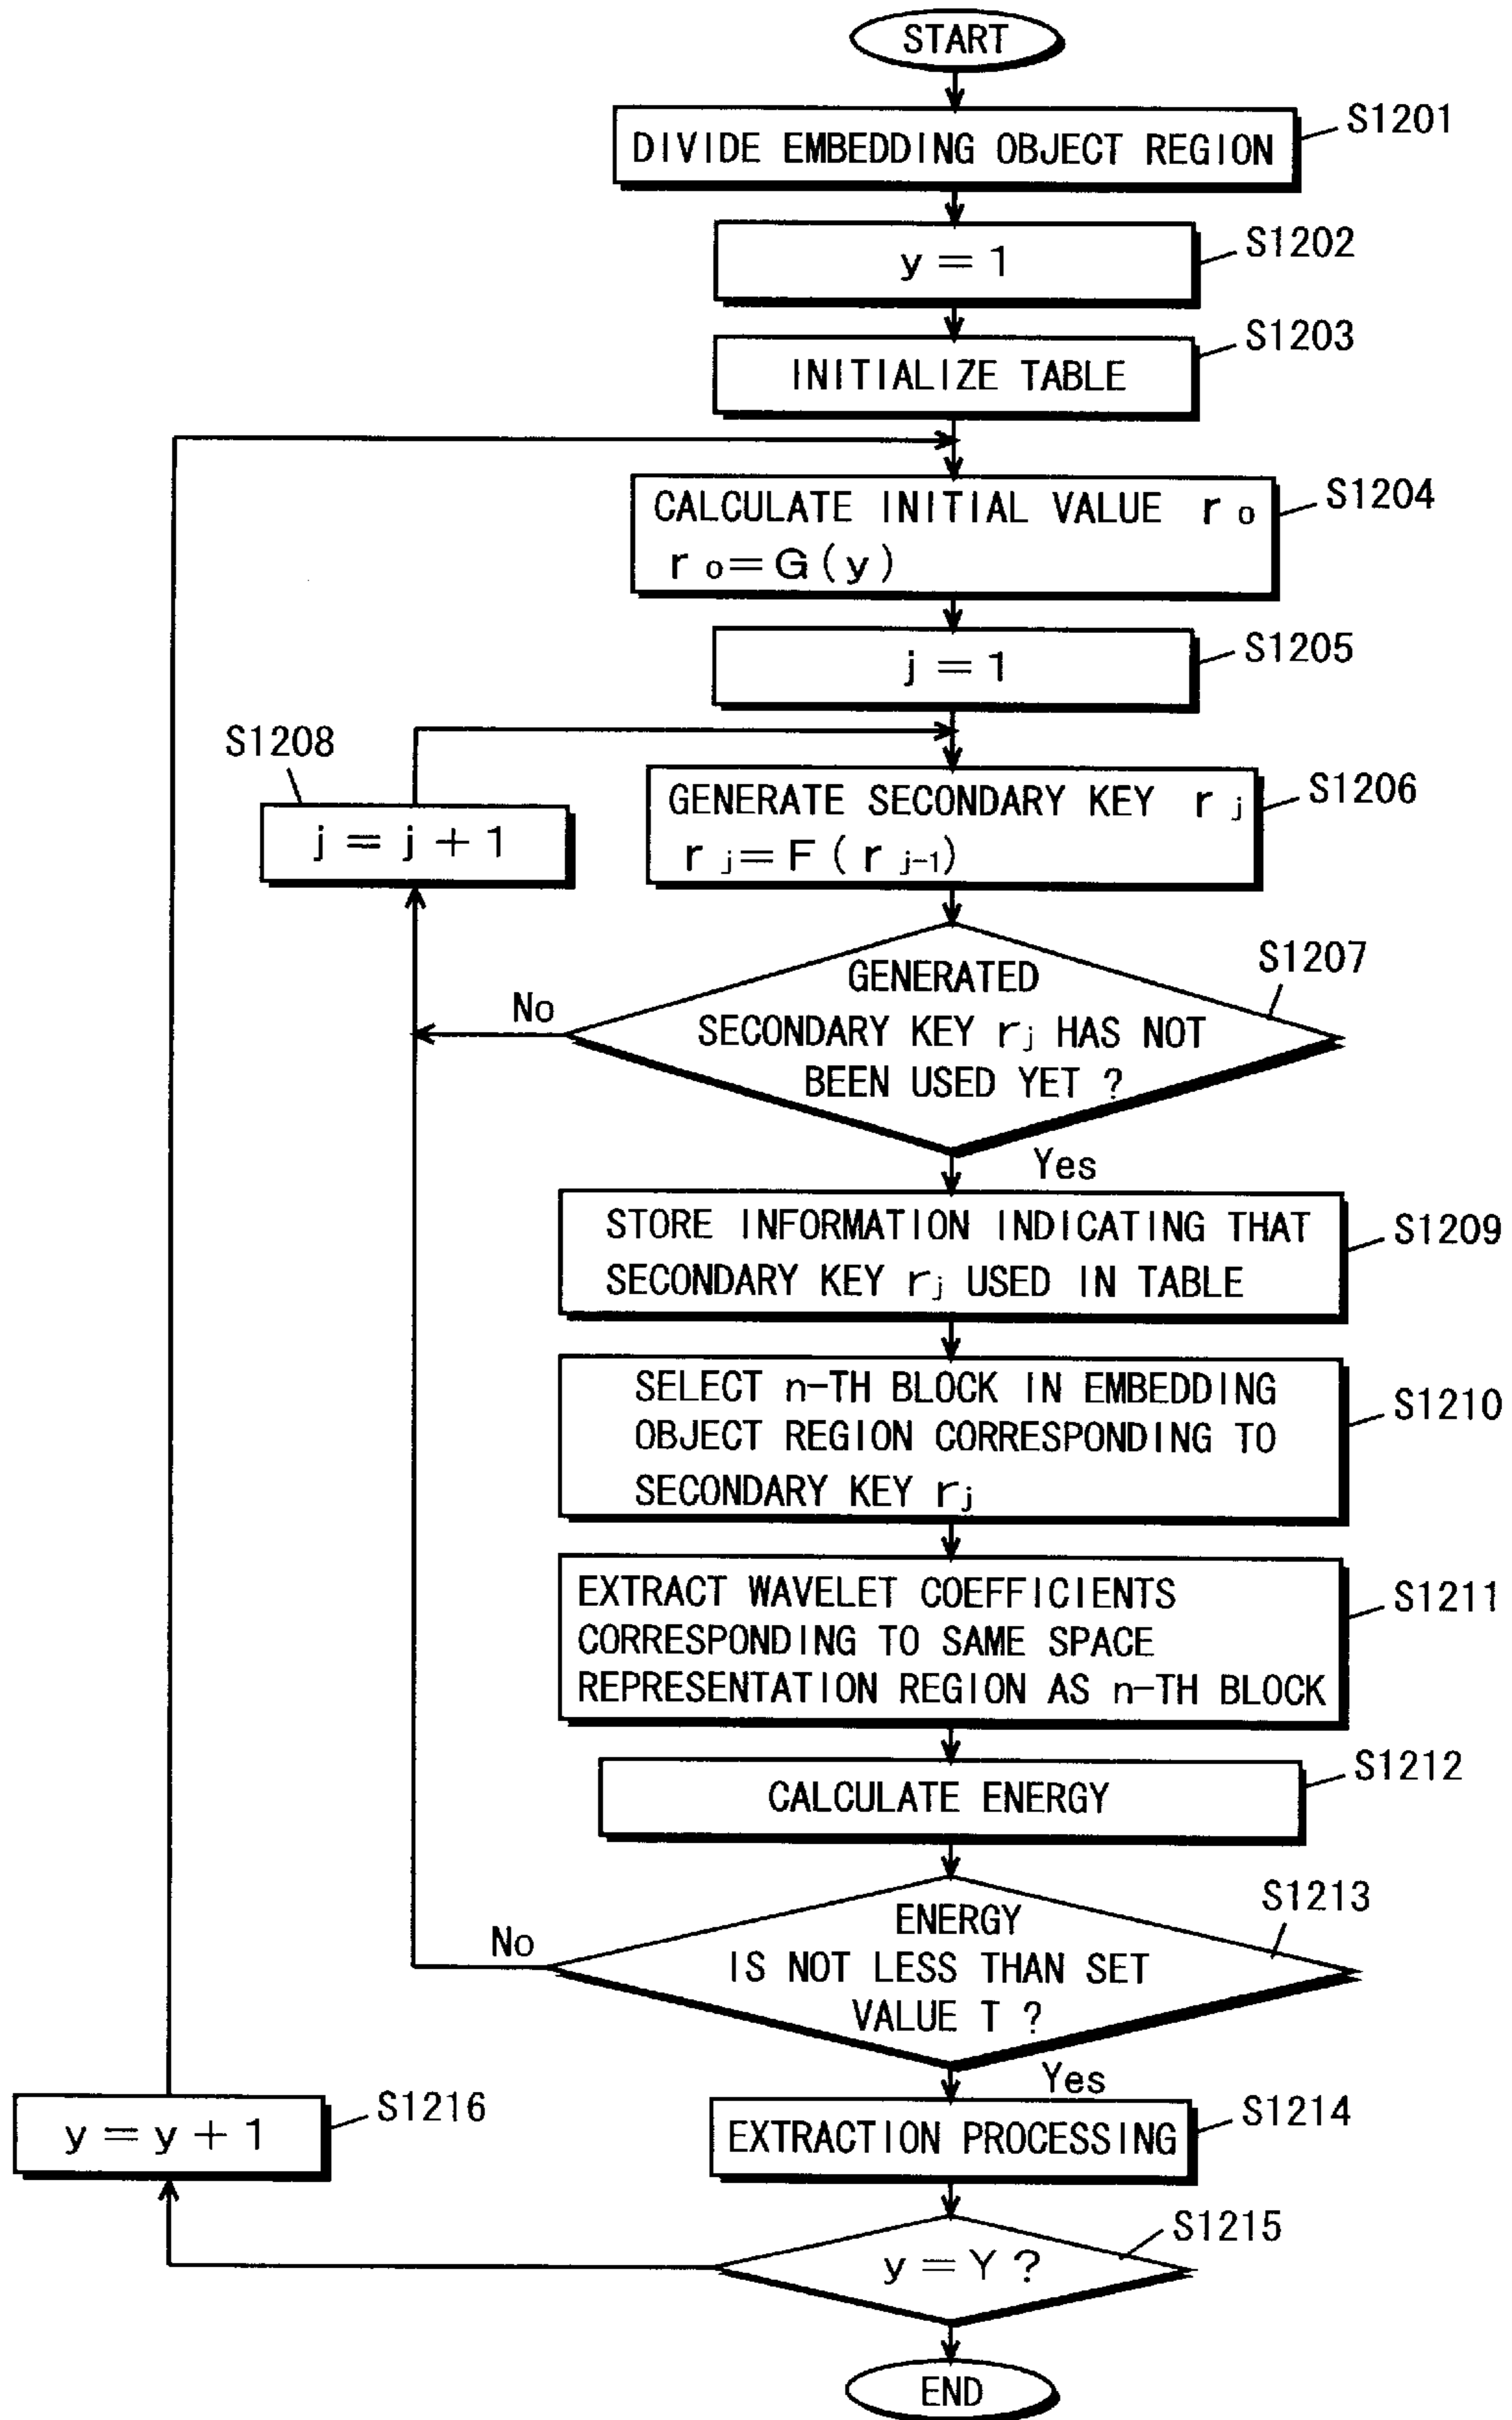 START
DIVIDE EMBEDDING OBJECT REGION
S1201
y = 1
S1202
INITIALIZE TABLE
S1203
CALCULATE INITIAL VALUE r o
r o = G ( y )
S1204
j = 1
S1205
S1208
j = j + 1
GENERATE SECONDARY KEY r j
r j = F ( r j-1)
S1206
GENERATED
SECONDARY KEY rj HAS NOT
BEEN USED YET ?
S1207
No
Yes
STORE INFORMATION INDICATING THAT
SECONDARY KEY rj USED IN TABLE
S1209
SELECT n-TH BLOCK IN EMBEDDING
OBJECT REGION CORRESPONDING TO
SECONDARY KEY rj
S1210
EXTRACT WAVELET COEFFICIENTS
CORRESPONDING TO SAME SPACE
REPRESENTATION REGION AS n-TH BLOCK
S1211
CALCULATE ENERGY
S1212
ENERGY
IS NOT LESS THAN SET
VALUE T ?
S1213
No
Yes
EXTRACTION PROCESSING
S1214
y = y + 1
S1216
y = Y ?
S1215
END